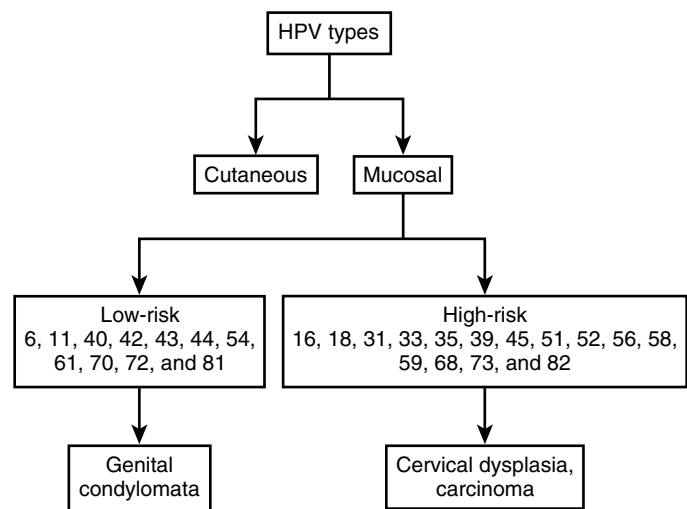 HPV types
Cutaneous
Mucosal
Low-risk
6, 11, 40, 42, 43, 44, 54,
61, 70, 72, and 81
High-risk
16, 18, 31, 33, 35, 39, 45, 51, 52, 56, 58,
59, 68, 73, and 82
Genital
condylomata
Cervical dysplasia,
carcinoma